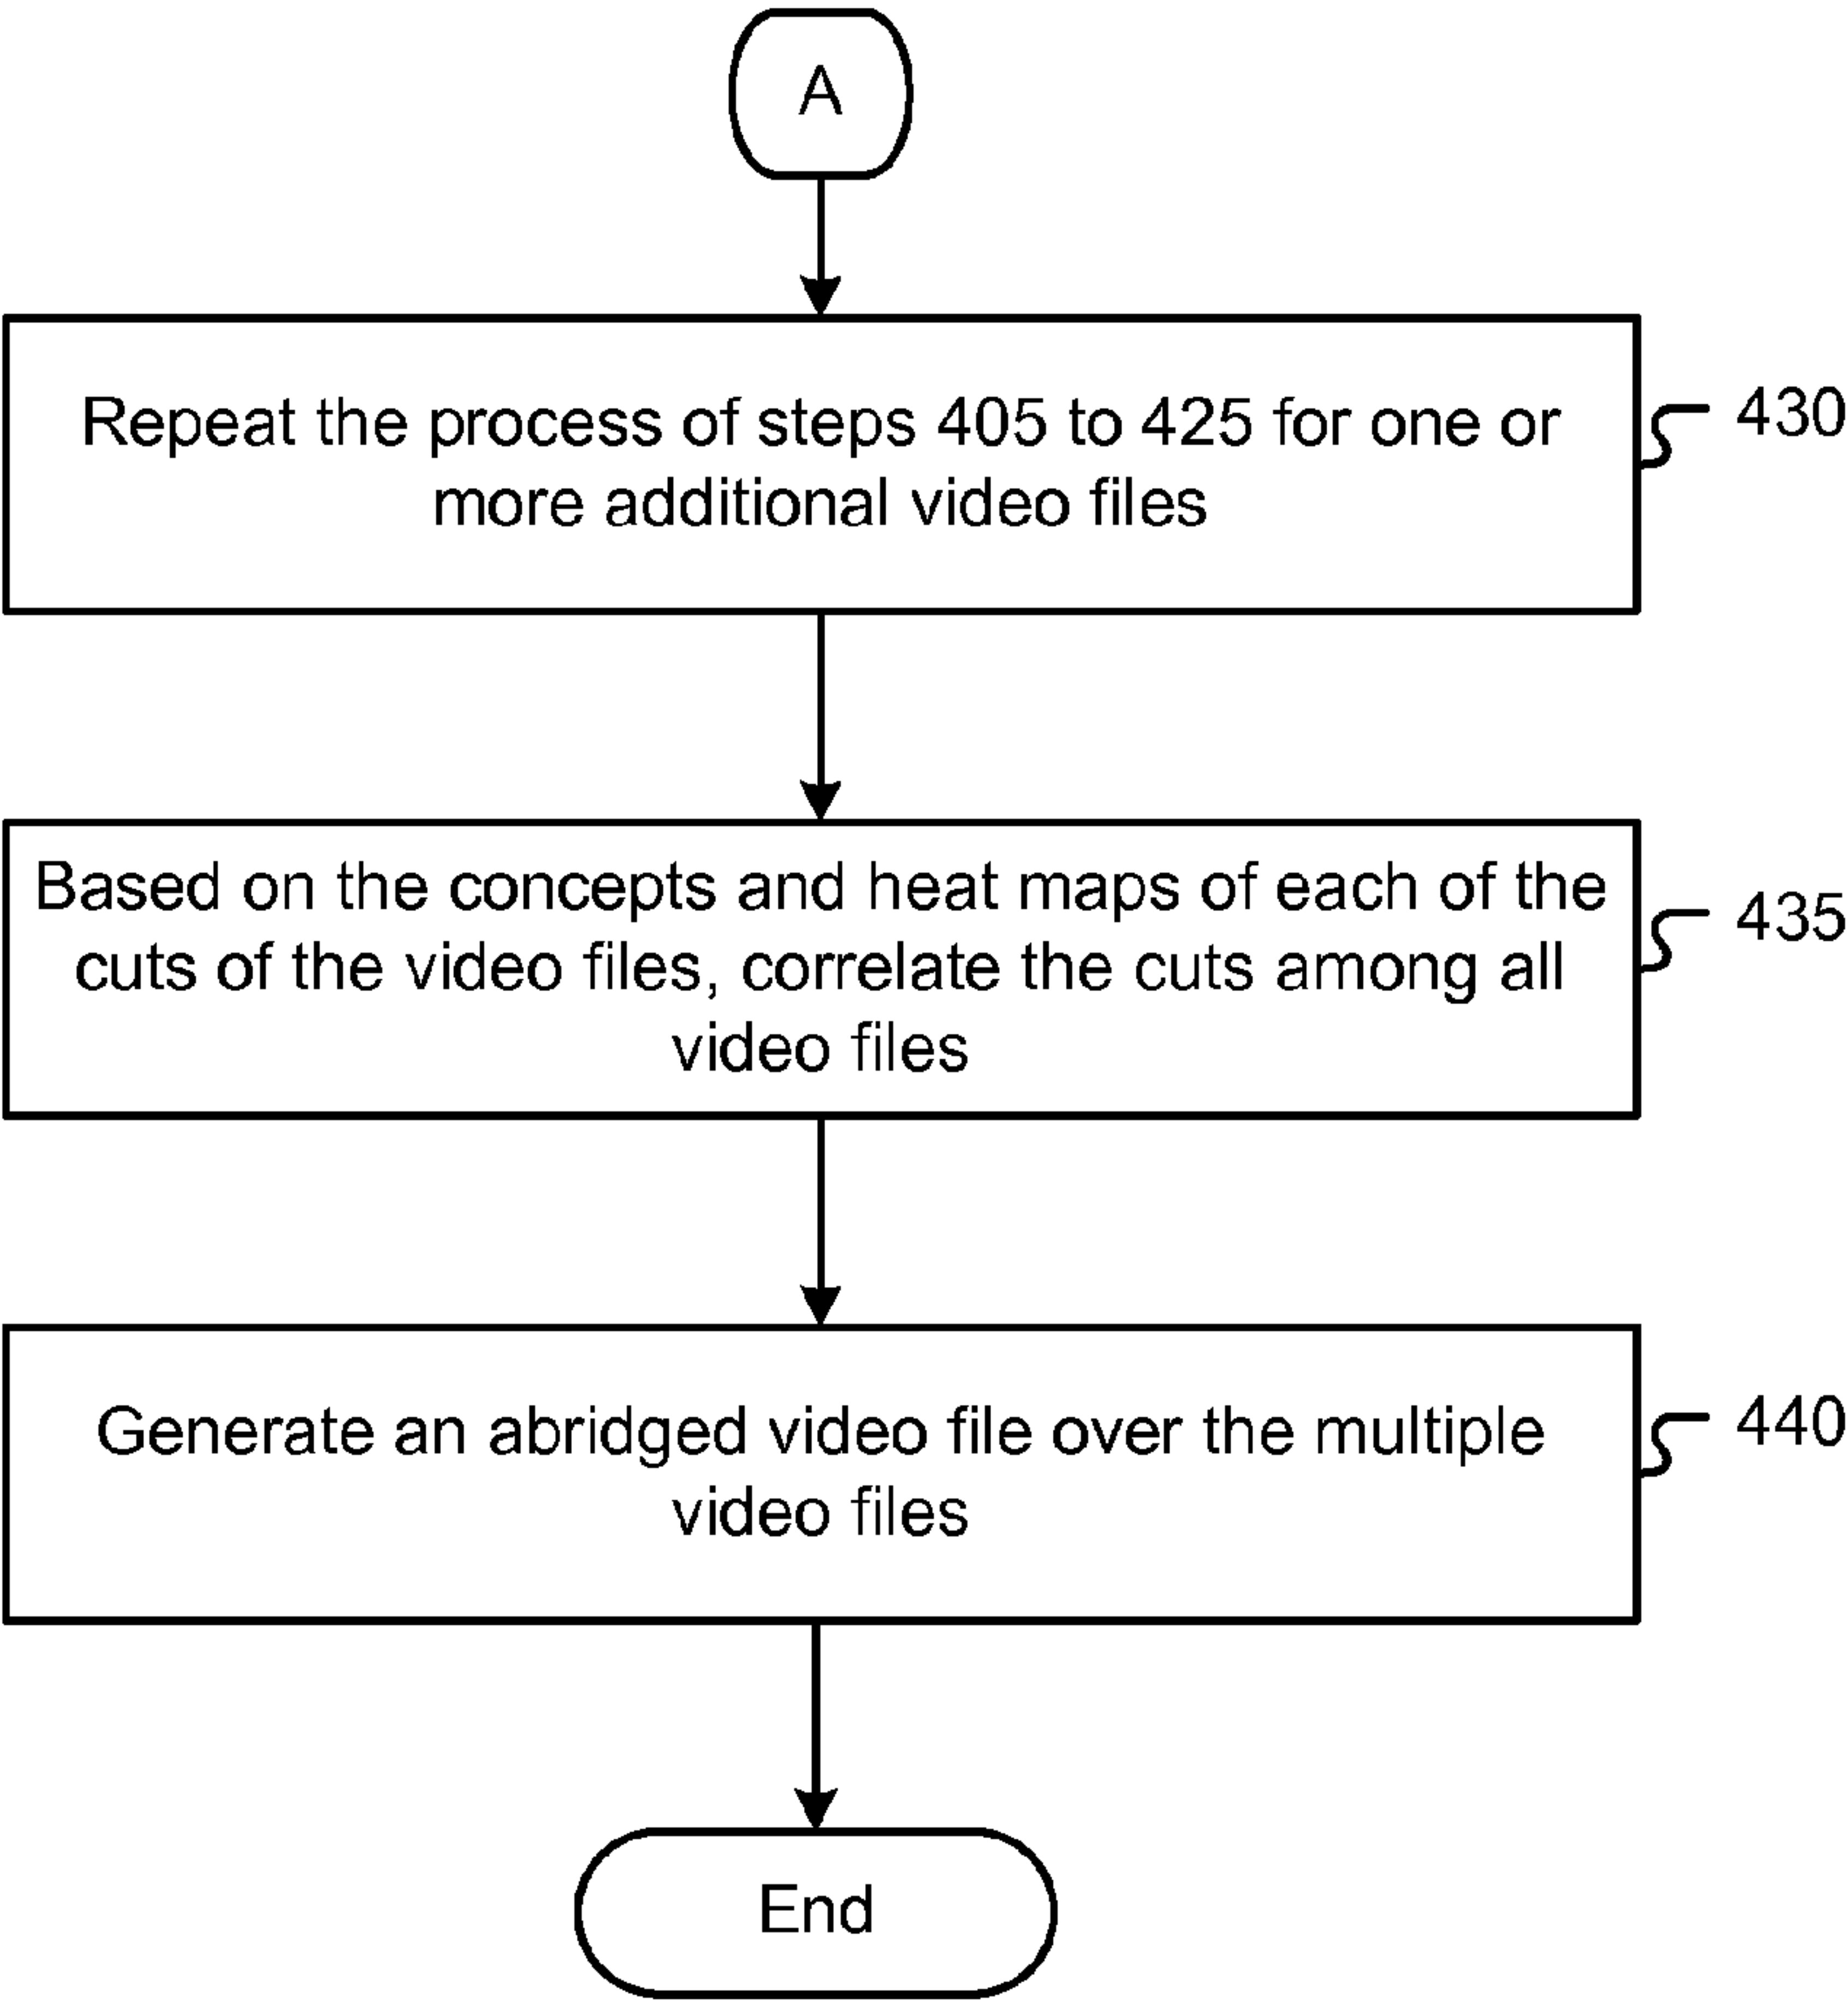 A
Repeat the process of steps 405 to 425 for one or
more additional video files
430
Based on the concepts and heat maps of each of the
cuts of the video files, correlate the cuts among all
video files
435
Generate an abridged video file over the multiple
video files
440
End